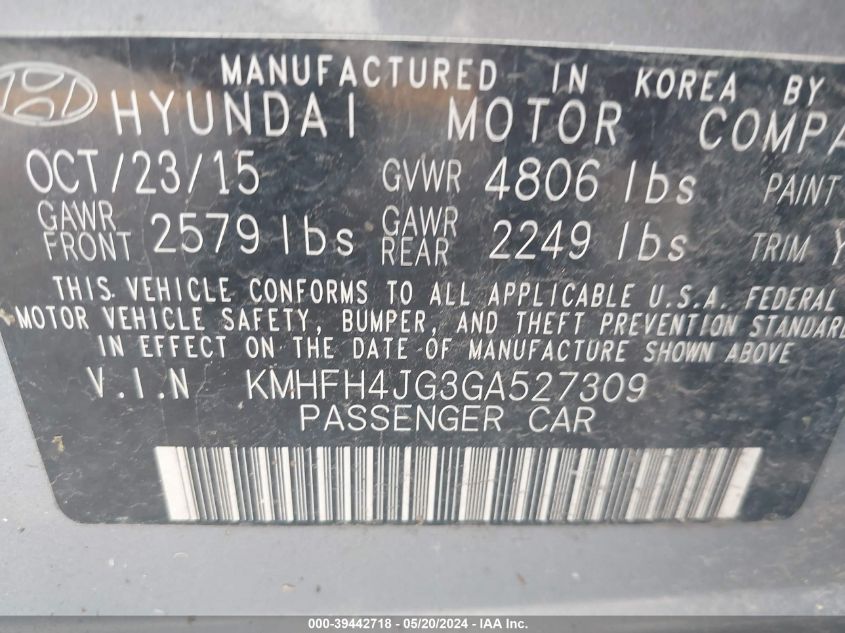 MANUFACTURED IN KOREA BY
HYUNDAI MOTOR COMPA
OCT/23/15 GVWR 4806 lbs PAINT
GAWR FRONT 2579 lbs GAWR REAR 2249 lbs TRIM Y
THIS VEHICLE CONFORMS TO ALL APPLICABLE U.S.A. FEDERAL
MOTOR VEHICLE SAFETY, BUMPER, AND THEFT PREVENTION STANDARD
IN EFFECT ON THE DATE OF MANUFACTURE SHOWN ABOVE
V.I.N KMHFH4JG3GA527309
PASSENGER CAR
000-39442718 | 05/20/2024 | IAA Inc.